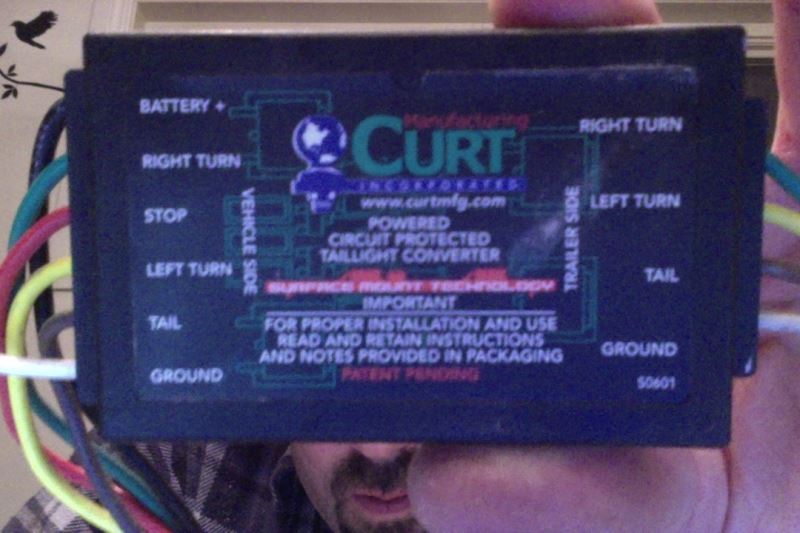 BATTERY +
RIGHT TURN
STOP
LEFT TURN
TAIL
GROUND
VEHICLE SIDE
Manufacturing
CURT
INCORPORATED
www.curtmfg.com
POWERED
CIRCUIT PROTECTED
TAILLIGHT CONVERTER
SURFACE MOUNT TECHNOLOGY
IMPORTANT
FOR PROPER INSTALLATION AND USE
READ AND RETAIN INSTRUCTIONS
AND NOTES PROVIDED IN PACKAGING
PATENT PENDING
TRAILER SIDE
RIGHT TURN
LEFT TURN
TAIL
GROUND
S0601